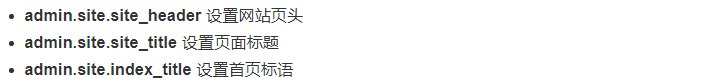 admin.site.site_header 设置网站页头
admin.site.site_title 设置页面标题
admin.site.index_title 设置首页标语